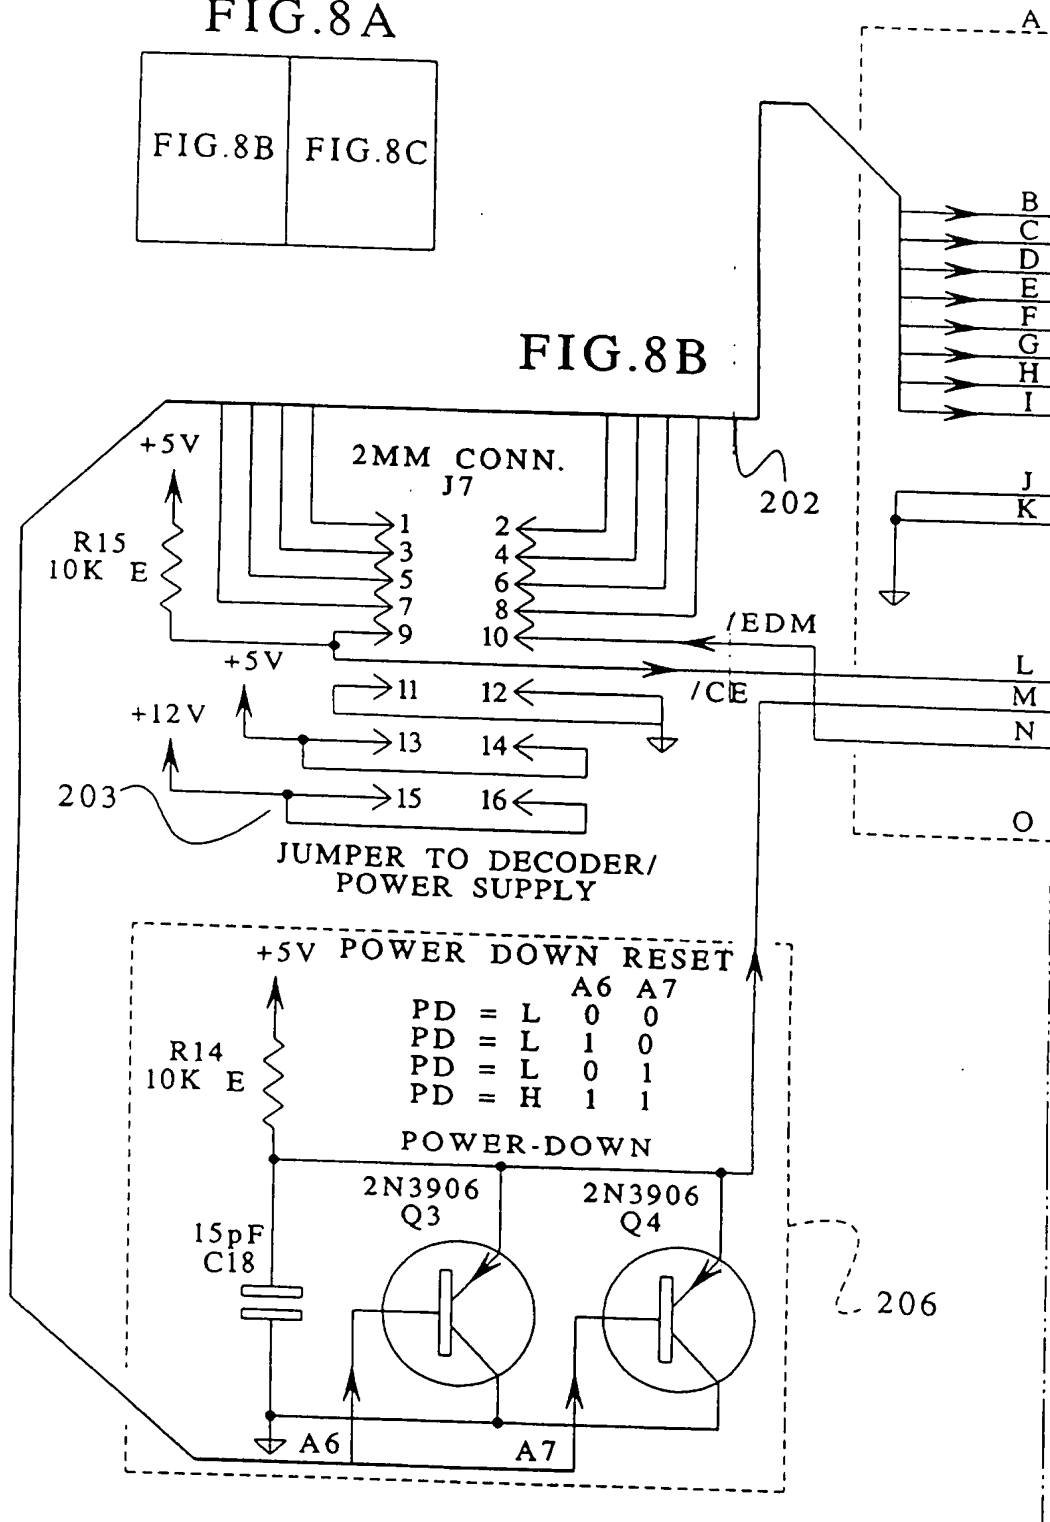 FIG.8A
FIG.8B FIG.8C
FIG.8B
A
B
C
D
E
F
G
H
I
J
K
L
M
N
O
+5V
R15
10K E
2MM CONN.
J7
1 2
3 4
5 6
7 8
9 10
11 12
13 14
15 16
202
/EDM
/CE
+5V
+12V
203
JUMPER TO DECODER/
POWER SUPPLY
+5V POWER DOWN RESET
A6 A7
PD = L 0 0
PD = L 1 0
PD = L 0 1
PD = H 1 1
R14
10K E
POWER-DOWN
2N3906
Q3
2N3906
Q4
15pF
C18
206
A6 A7